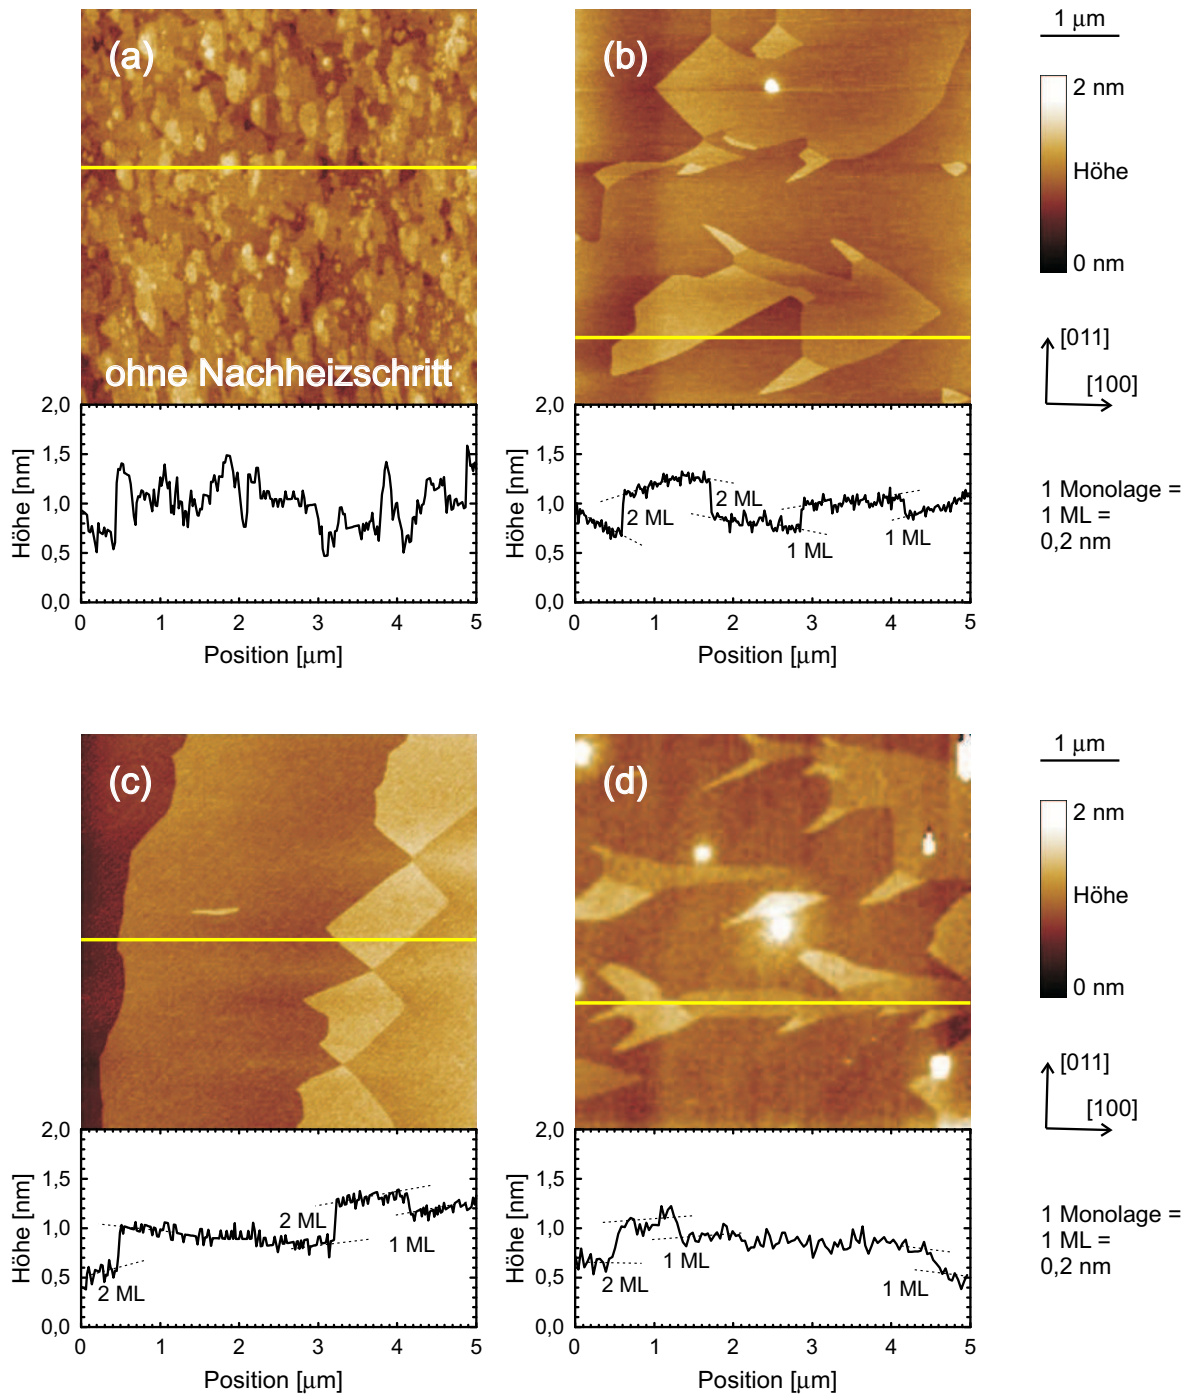 (a)
ohne Nachheizschritt
2,0
1,5
1,0
0,5
0,0
Höhe [nm]
0 1 2 3 4 5
Position [μm]
(b)
2 ML
2 ML
1 ML
1 ML
2,0
1,5
1,0
0,5
0,0
Höhe [nm]
0 1 2 3 4 5
Position [μm]
1 μm
2 nm
Höhe
0 nm
[011]
[100]
1 Monolage =
1 ML =
0,2 nm
(c)
2 ML
2 ML
1 ML
2,0
1,5
1,0
0,5
0,0
Höhe [nm]
0 1 2 3 4 5
Position [μm]
(d)
2 ML
1 ML
1 ML
2,0
1,5
1,0
0,5
0,0
Höhe [nm]
0 1 2 3 4 5
Position [μm]
1 μm
2 nm
Höhe
0 nm
[011]
[100]
1 Monolage =
1 ML =
0,2 nm